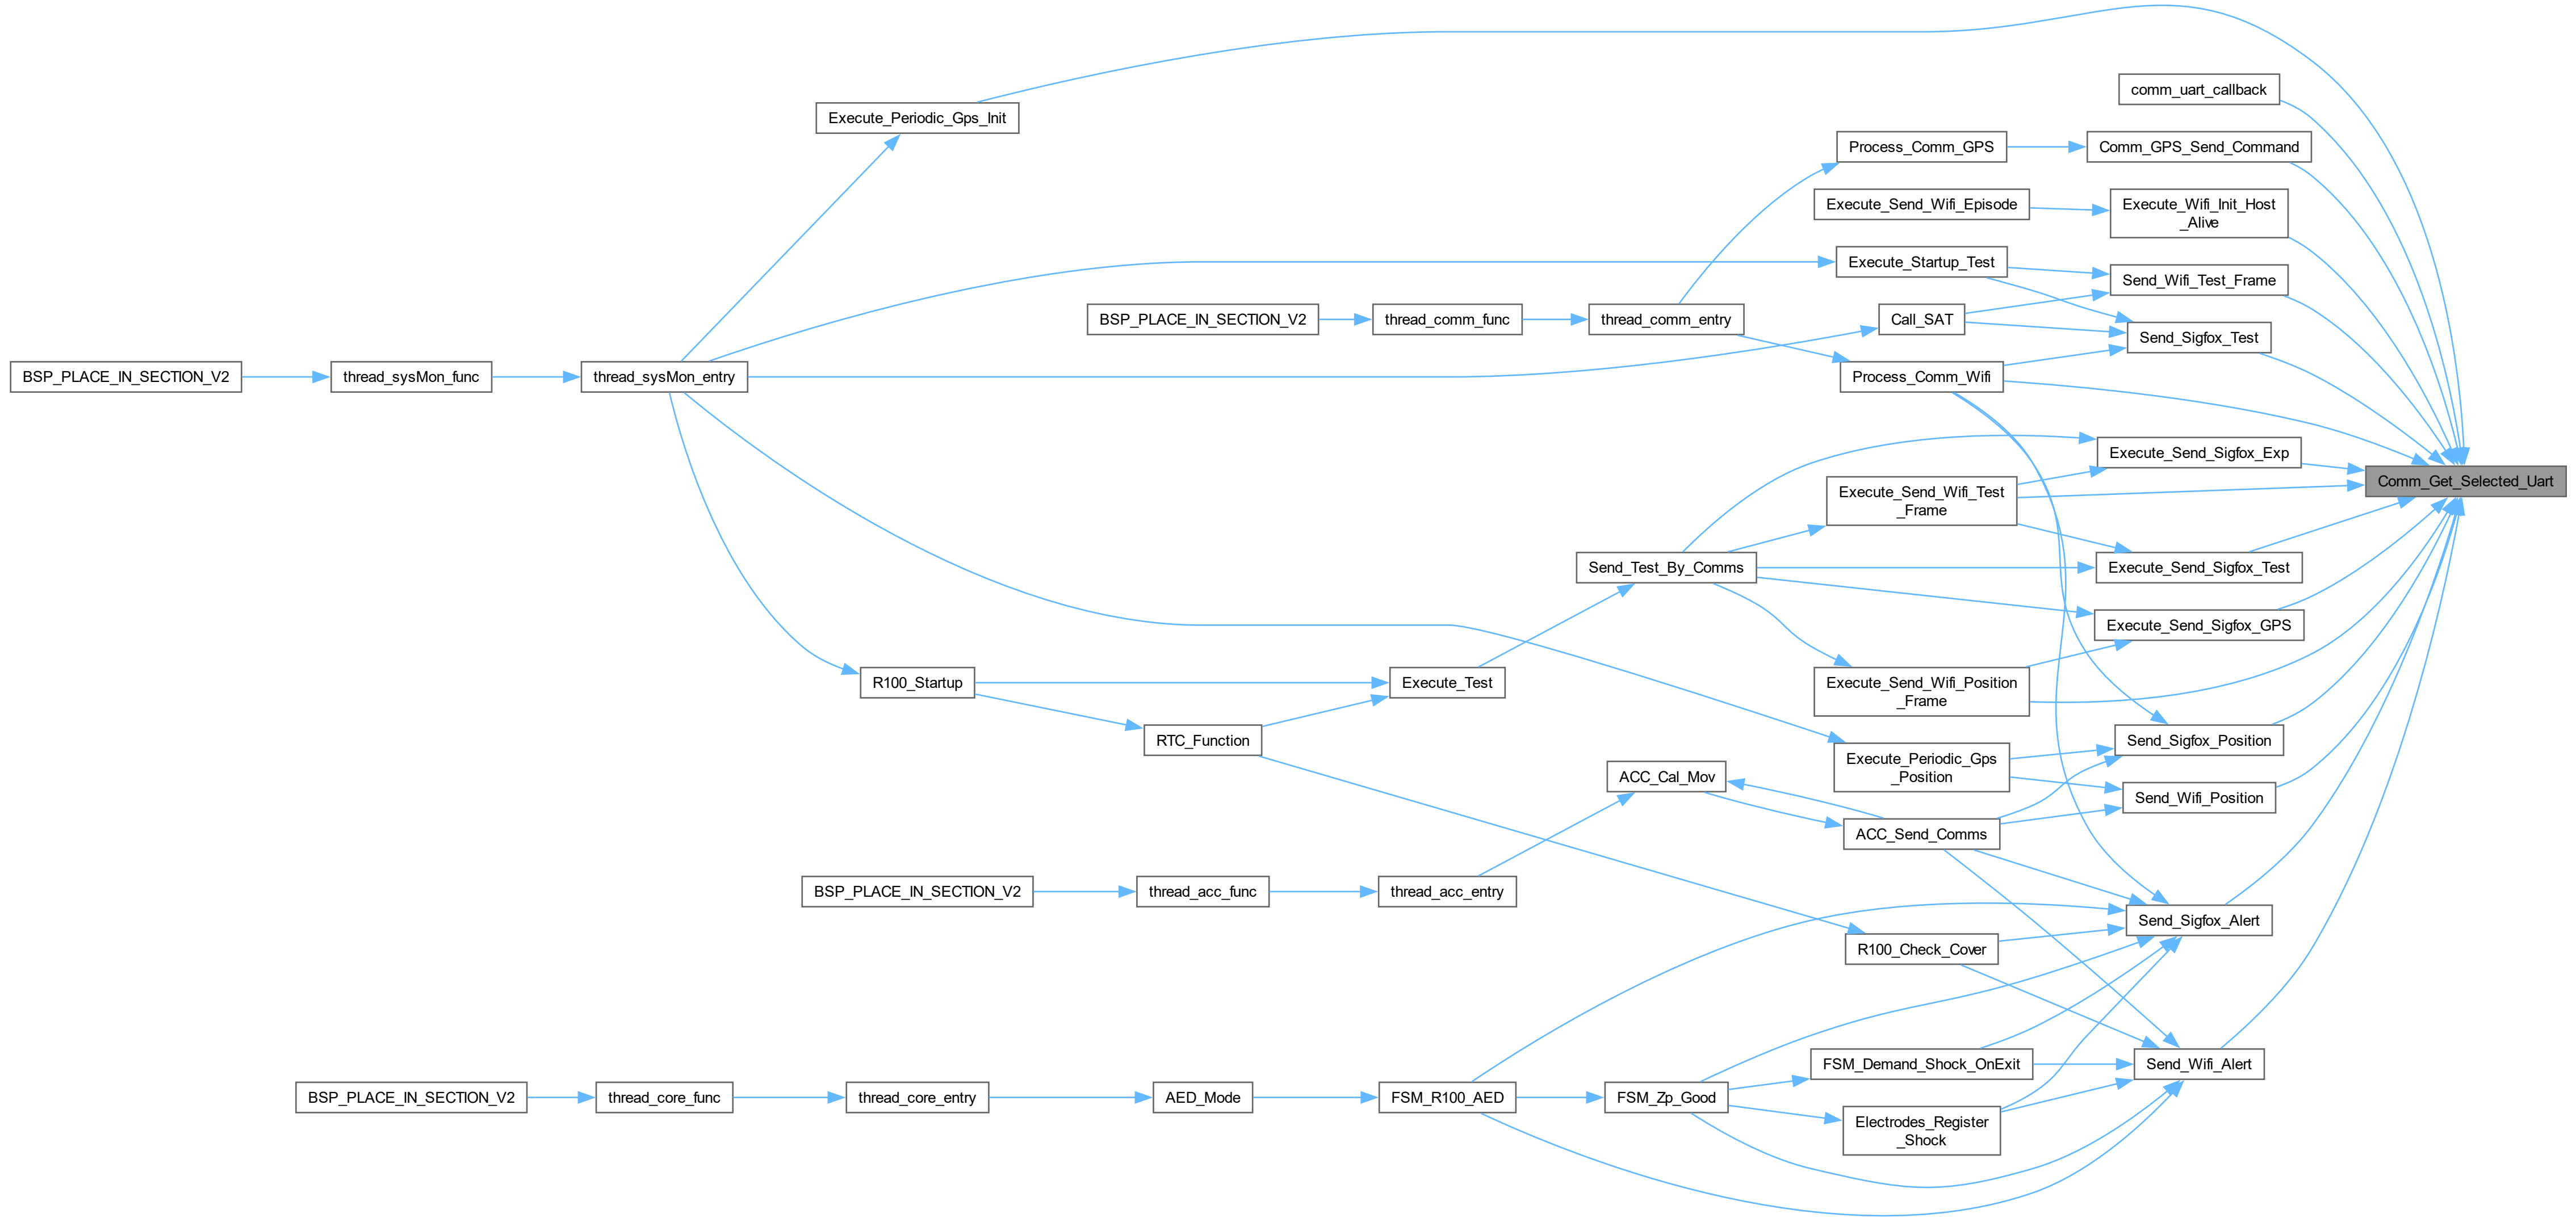 Execute_Periodic_Gps_Init
comm_uart_callback
Process_Comm_GPS
Comm_GPS_Send_Command
Execute_Send_Wifi_Episode
Execute_Wifi_Init_Host
_Alive
Execute_Startup_Test
Send_Wifi_Test_Frame
BSP_PLACE_IN_SECTION_V2
thread_comm_func
thread_comm_entry
Call_SAT
Send_Sigfox_Test
BSP_PLACE_IN_SECTION_V2
thread_sysMon_func
thread_sysMon_entry
Process_Comm_Wifi
Execute_Send_Sigfox_Exp
Comm_Get_Selected_Uart
Execute_Send_Wifi_Test
_Frame
Send_Test_By_Comms
Execute_Send_Sigfox_Test
Execute_Send_Sigfox_GPS
R100_Startup
Execute_Test
Execute_Send_Wifi_Position
_Frame
RTC_Function
Send_Sigfox_Position
Execute_Periodic_Gps
_Position
ACC_Cal_Mov
Send_Wifi_Position
ACC_Send_Comms
BSP_PLACE_IN_SECTION_V2
thread_acc_func
thread_acc_entry
Send_Sigfox_Alert
R100_Check_Cover
FSM_Demand_Shock_OnExit
Send_Wifi_Alert
BSP_PLACE_IN_SECTION_V2
thread_core_func
thread_core_entry
AED_Mode
FSM_R100_AED
FSM_Zp_Good
Electrodes_Register
_Shock